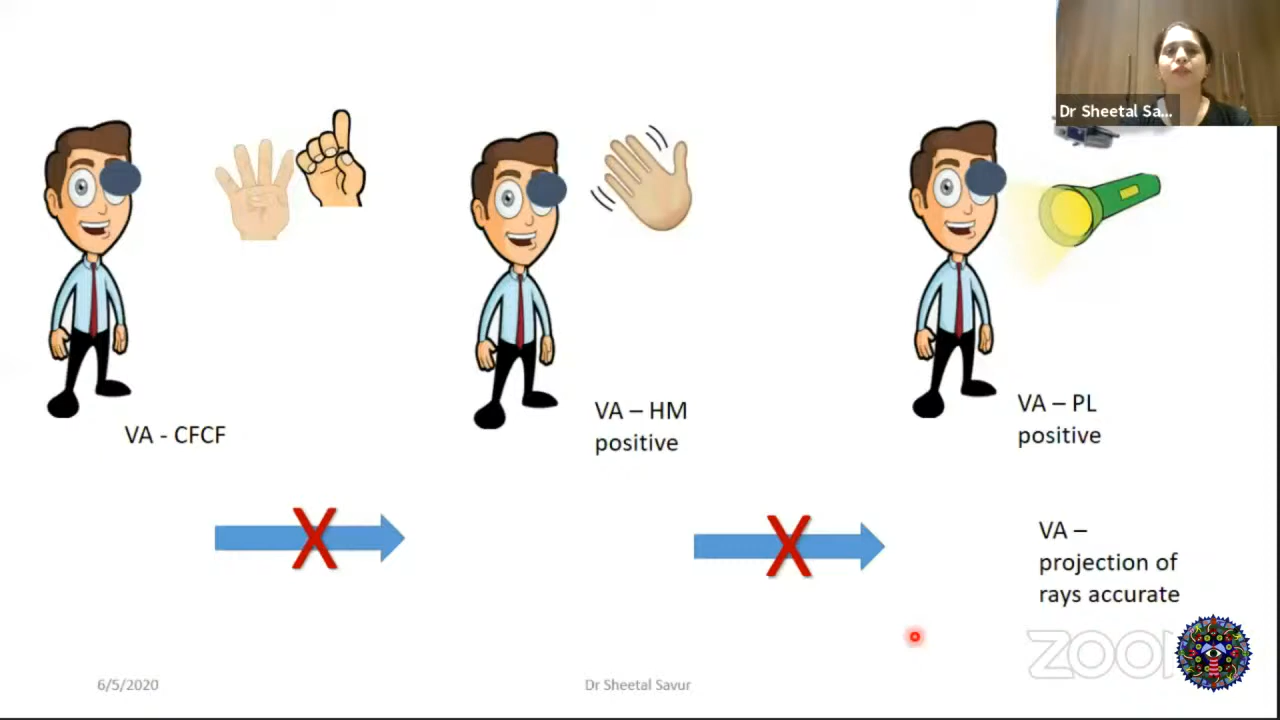 Dr Sheetal Sa...
VA - CFCF
VA – HM
positive
VA – PL
positive
X
X
VA –
projection of
rays accurate
6/5/2020
Dr Sheetal Savur